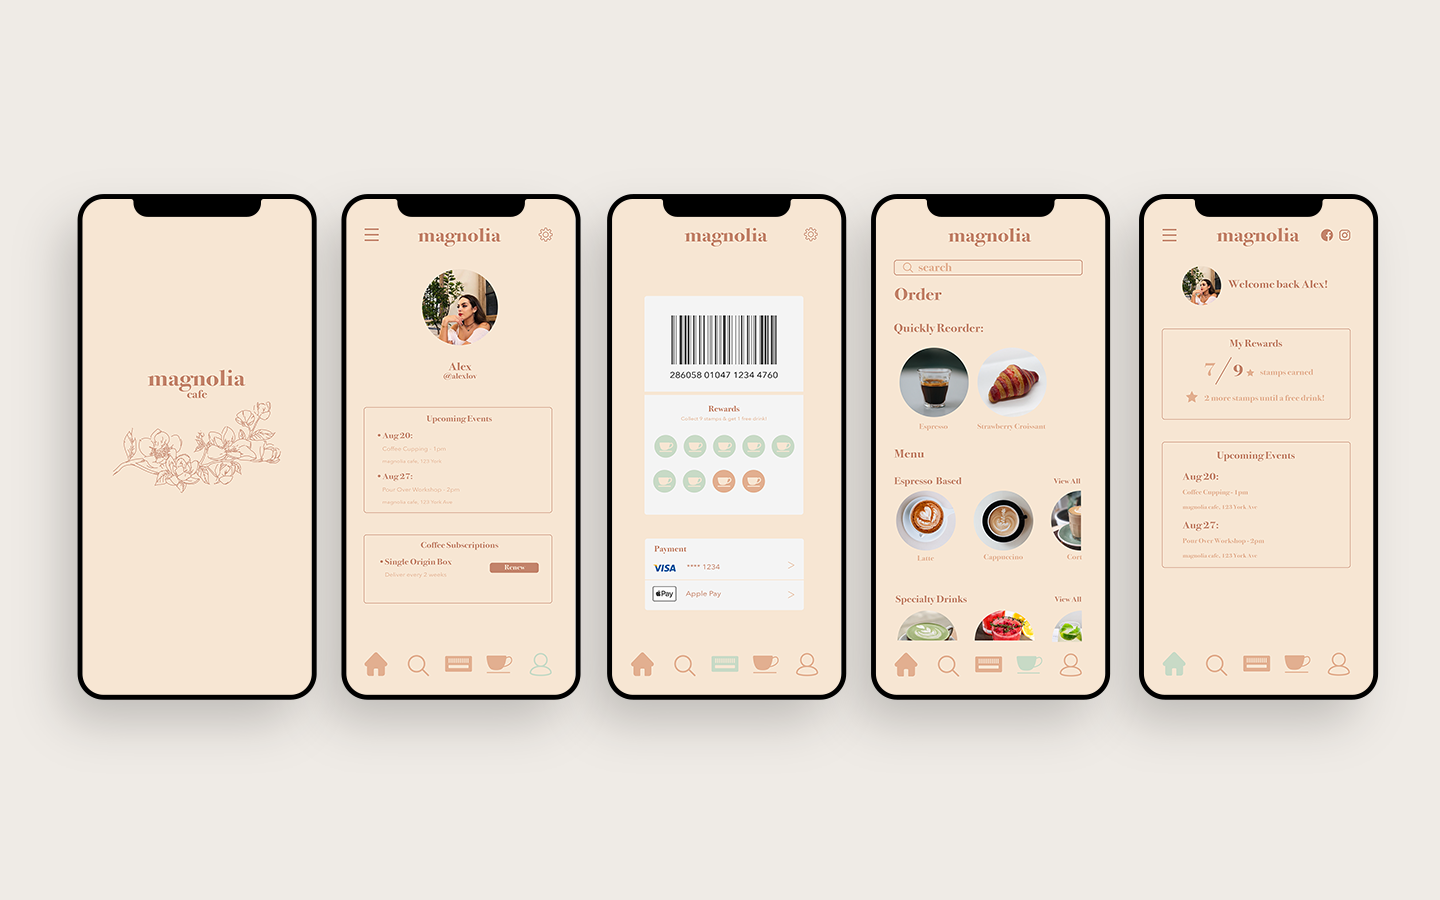 magnolia
cafe
magnolia
Alex
@alexlov
Upcoming Events
• Aug 20:
Coffee Cupping - 1pm
magnolia cafe, 123 York
• Aug 27:
Pour Over Workshop - 2pm
magnolia cafe, 123 York Ave
Coffee Subscriptions
• Single Origin Box
Renew
Deliver every 2 weeks
magnolia
286058 01047 1234 4760
Rewards
Collect 9 stamps & get 1 free drink!
Payment
VISA
**** 1234
>
Pay
Apple Pay
>
magnolia
search
Order
Quickly Reorder:
Espresso
Strawberry Croissant
Menu
Espresso Based
View All
Latte
Cappuccino
Cort
Specialty Drinks
View All
magnolia
Welcome back Alex!
My Rewards
7/9 stamps earned
2 more stamps until a free drink!
Upcoming Events
Aug 20:
Coffee Cupping - 1pm
magnolia cafe, 123 York Ave
Aug 27:
Pour Over Workshop - 2pm
magnolia cafe, 123 York Ave